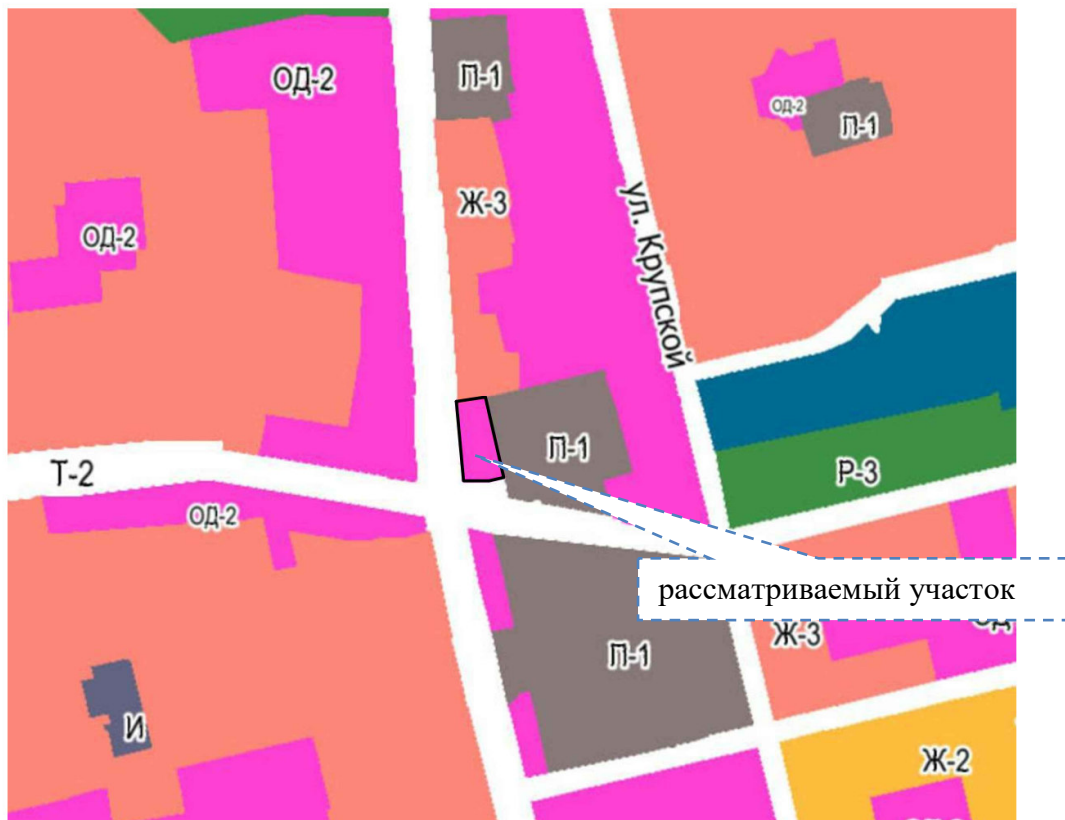 ОД-2
П-1
ОД-2
П-1
Ж-3
ул. Крупской
ОД-2
П-1
Т-2
Р-3
ОД-2
рассматриваемый участок
Ж-3
П-1
И
Ж-2